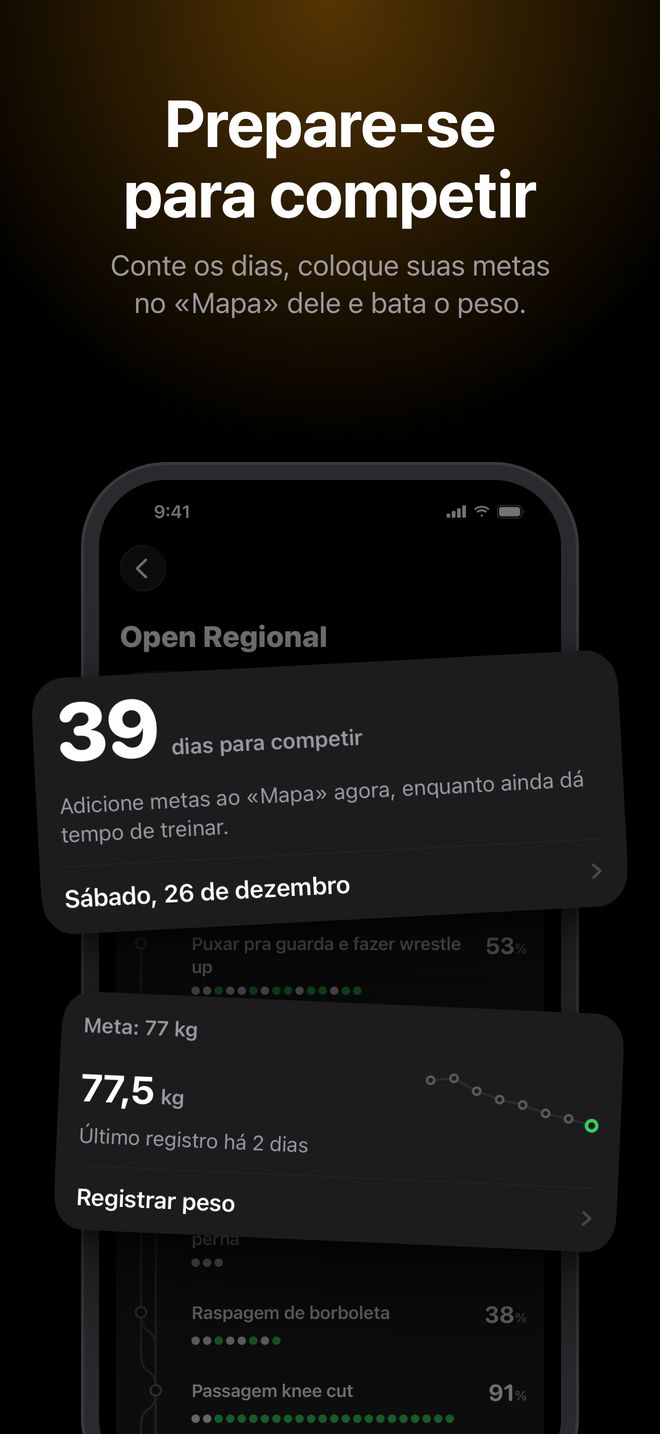 Prepare-se
para competir
Conte os dias, coloque suas metas
no «Mapa» dele e bata o peso.
9:41
Open Regional
39 dias para competir
Adicione metas ao «Mapa» agora, enquanto ainda dá
tempo de treinar.
Sábado, 26 de dezembro
Puxar pra guarda e fazer wrestle 53%
up
Meta: 77 kg
77,5 kg
Último registro há 2 dias
Registrar peso
perna
Raspagem de borboleta 38%
Passagem knee cut 91%